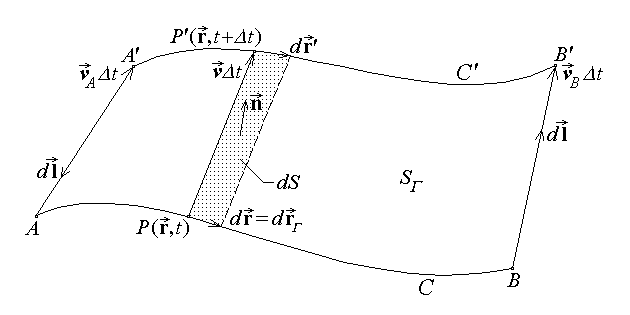 P′(r⃗,t+Δt) dr⃗′
A′ B′
v⃗_A Δt v⃗Δt C′ v⃗_B Δt
n⃗
dl⃗ dl⃗
dS S_Γ
A P(r⃗,t) dr⃗=dr⃗_Γ
C B